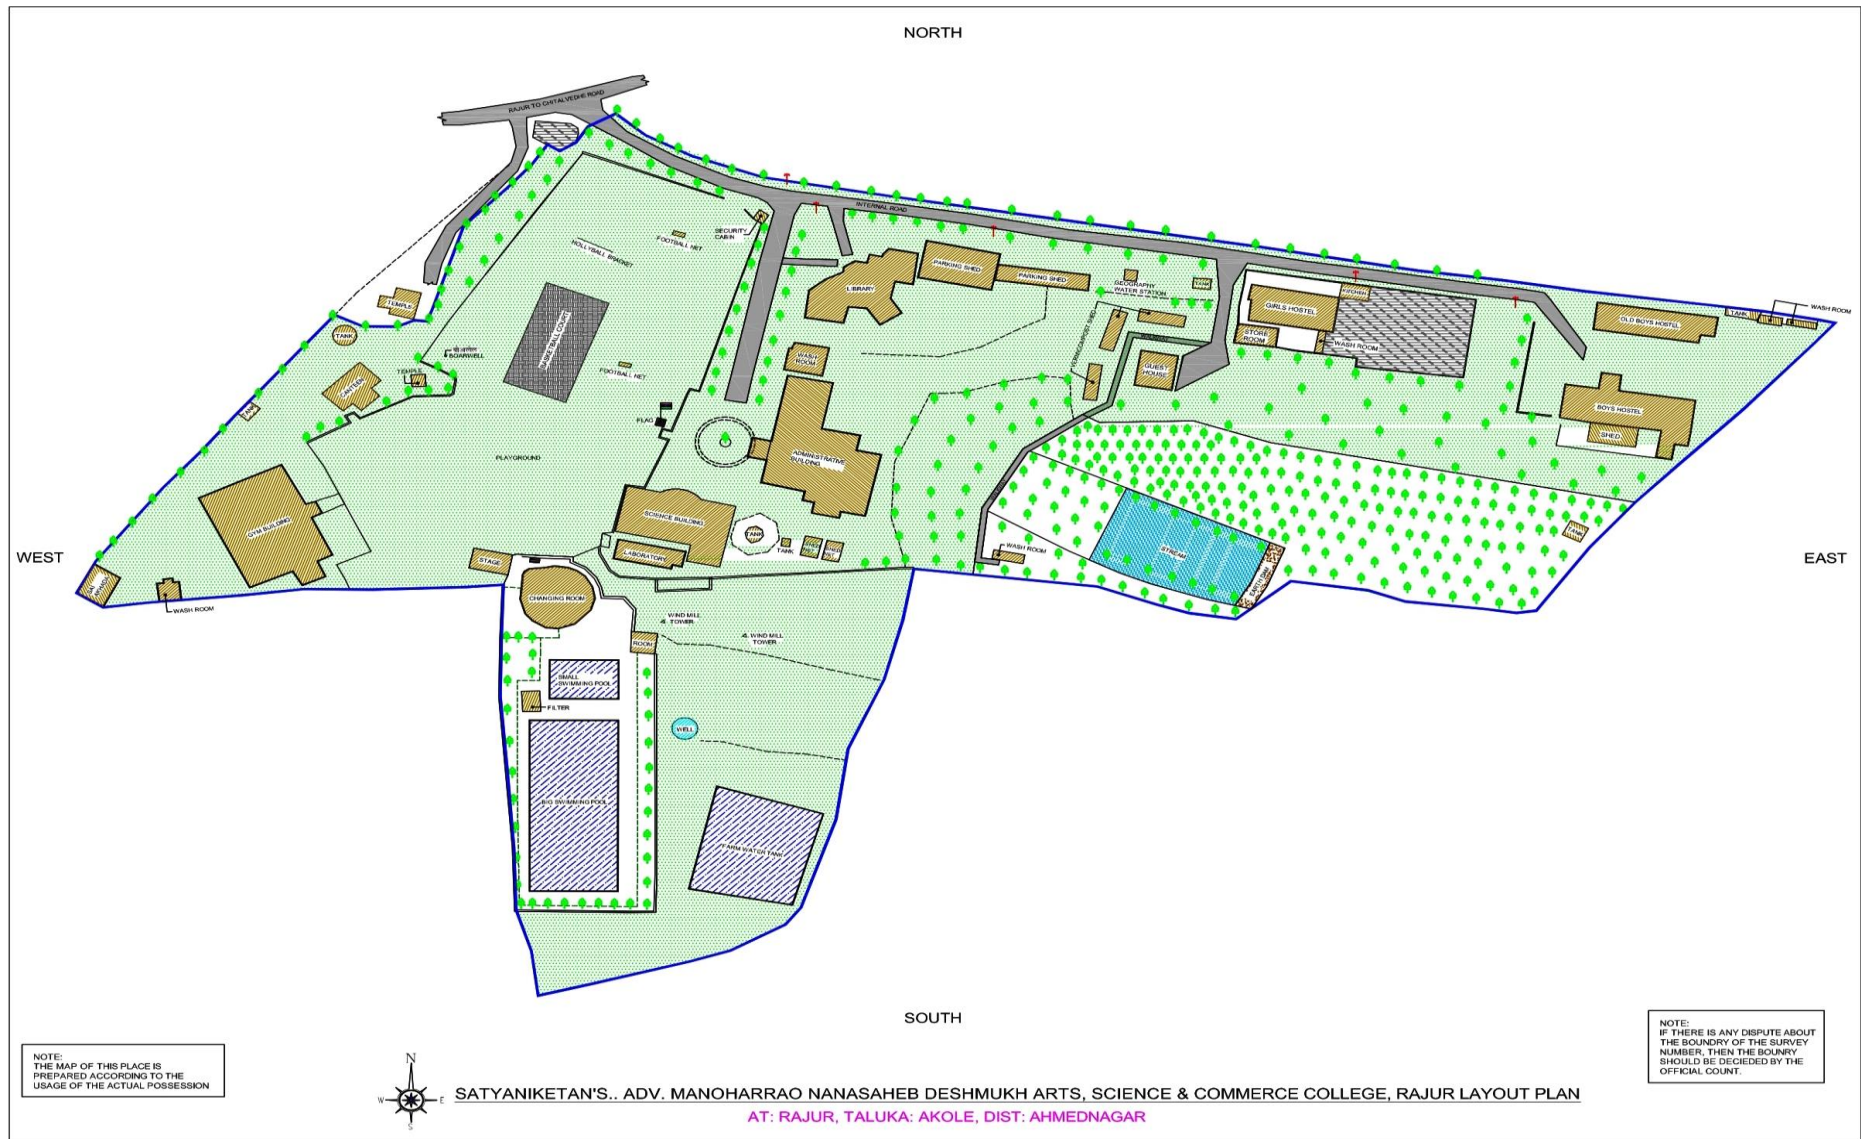 NORTH
RAJUR TO CHITALVEDHE ROAD
INTERNAL ROAD
SECURITY
CABIN
FOOTBALL NET
HOLLYBALL BRACKET
LIBRARY
PARKING SHED
PARKING SHED
GEOGRAPHY
WATER STATION
TANK
GIRLS HOSTEL
KITCHEN
STORE
ROOM
WASH ROOM
OLD BOYS HOSTEL
TANK
WASH ROOM
TEMPLE
TANK
BOARWELL
TEMPLE
CANTEEN
TANK
BASKETBALL COURT
FOOTBALL NET
FLAG
WASH
ROOM
GUEST
HOUSE
BOYS HOSTEL
SHED
PLAYGROUND
ADMINISTRATIVE
BUILDING
GYM BUILDING
SCIENCE BUILDING
LABORATORY
TANK
TANK
WASH ROOM
STREAM
EARTH DIM
TANK
WEST
EAST
STAGE
WASH ROOM
CHANGING ROOM
ROOM
WIND MILL
TOWER
WIND MILL
TOWER
SMALL
SWIMMING POOL
FILTER
WELL
BIG SWIMMING POOL
FARM WATER TANK
SOUTH
NOTE:
THE MAP OF THIS PLACE IS
PREPARED ACCORDING TO THE
USAGE OF THE ACTUAL POSSESSION
NOTE:
IF THERE IS ANY DISPUTE ABOUT
THE BOUNDRY OF THE SURVEY
NUMBER, THEN THE BOUNRY
SHOULD BE DECIEDED BY THE
OFFICIAL COUNT.
N
W E
S
SATYANIKETAN'S.. ADV. MANOHARRAO NANASAHEB DESHMUKH ARTS, SCIENCE & COMMERCE COLLEGE, RAJUR LAYOUT PLAN
AT: RAJUR, TALUKA: AKOLE, DIST: AHMEDNAGAR